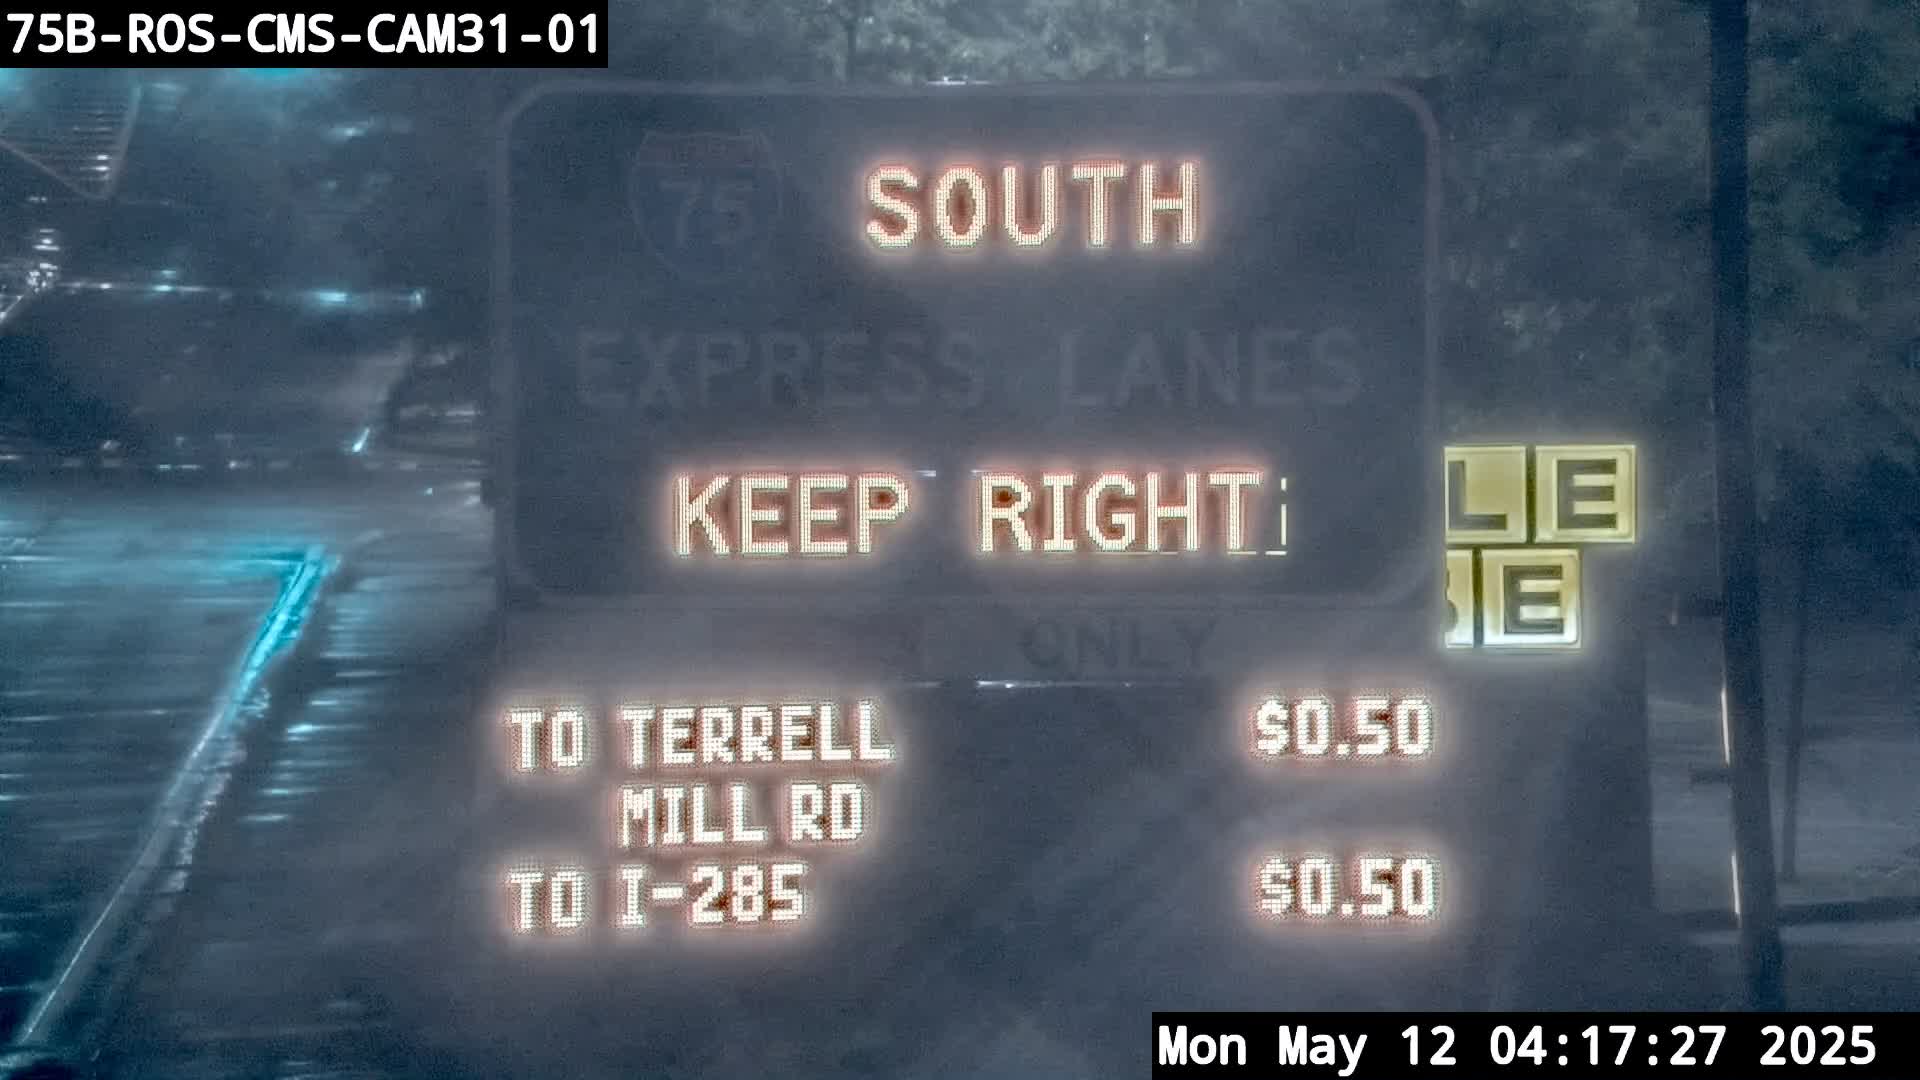 75B-ROS-CMS-CAM31-01
75 SOUTH
EXPRESS LANES
KEEP RIGHT
LE
E
ONLY
TO TERRELL $0.50
MILL RD
TO I-285 $0.50
Mon May 12 04:17:27 2025